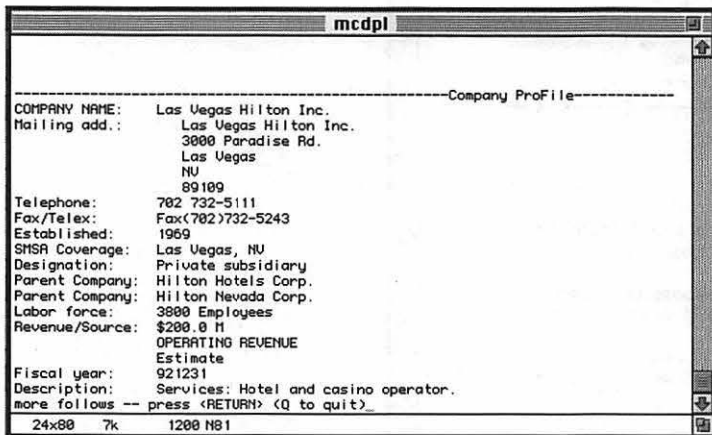 mcdpl
----------------------------------------------------Company ProFile------------
COMPANY NAME: Las Vegas Hilton Inc.
Mailing add.: Las Vegas Hilton Inc.
3000 Paradise Rd.
Las Vegas
NV
89109
Telephone: 702 732-5111
Fax/Telex: Fax(702)732-5243
Established: 1969
SMSA Coverage: Las Vegas, NV
Designation: Private subsidiary
Parent Company: Hilton Hotels Corp.
Parent Company: Hilton Nevada Corp.
Labor force: 3800 Employees
Revenue/Source: $200.0 M
OPERATING REVENUE
Estimate
Fiscal year: 921231
Description: Services: Hotel and casino operator.
more follows -- press <RETURN> (Q to quit)_
24x80 7k 1200 N81